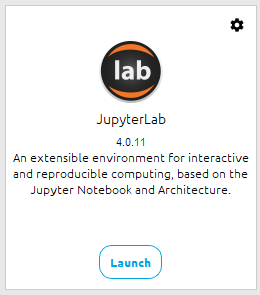 lab
JupyterLab
4.0.11
An extensible environment for interactive
and reproducible computing, based on the
Jupyter Notebook and Architecture.
Launch